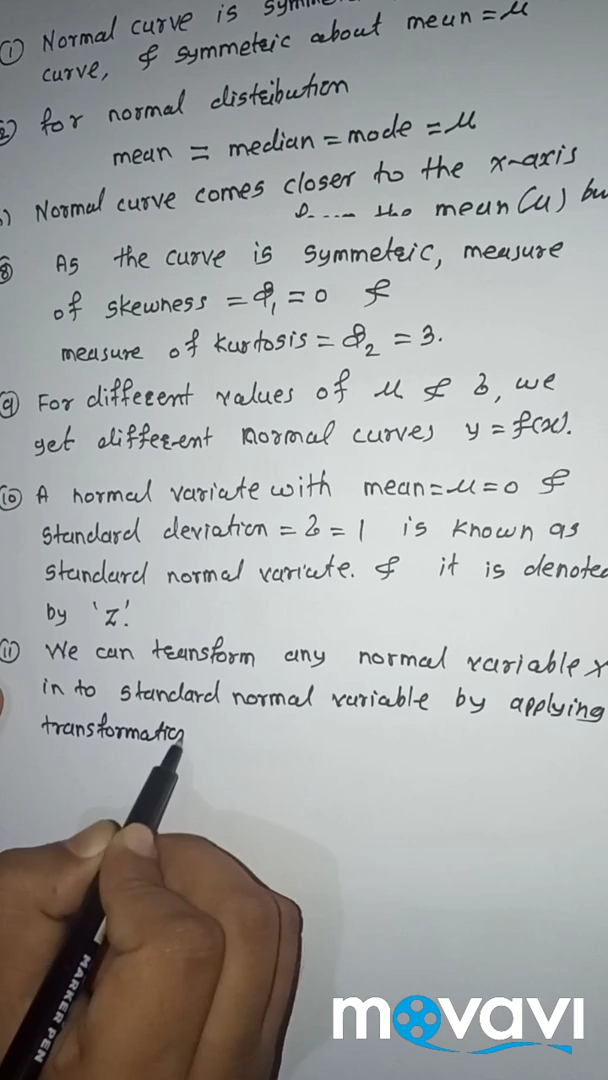 ① Normal curve is
curve, & symmetric about mean = μ
② for normal distribution
mean = median = mode = μ
Normal curve comes closer to the x-axis
the mean (μ)
⑧ As the curve is symmetric, measure
of skewness = β₁ = 0 &
measure of kurtosis = β₂ = 3.
⑨ For different values of μ & σ, we
get different normal curves y = f(x).
⑩ A normal variate with mean = μ = 0 &
standard deviation = σ = 1 is known as
standard normal variate. & it is denoted
by 'Z'.
⑪ We can transform any normal variable x
in to standard normal variable by applying
transformatio
MARKER PEN
movavi